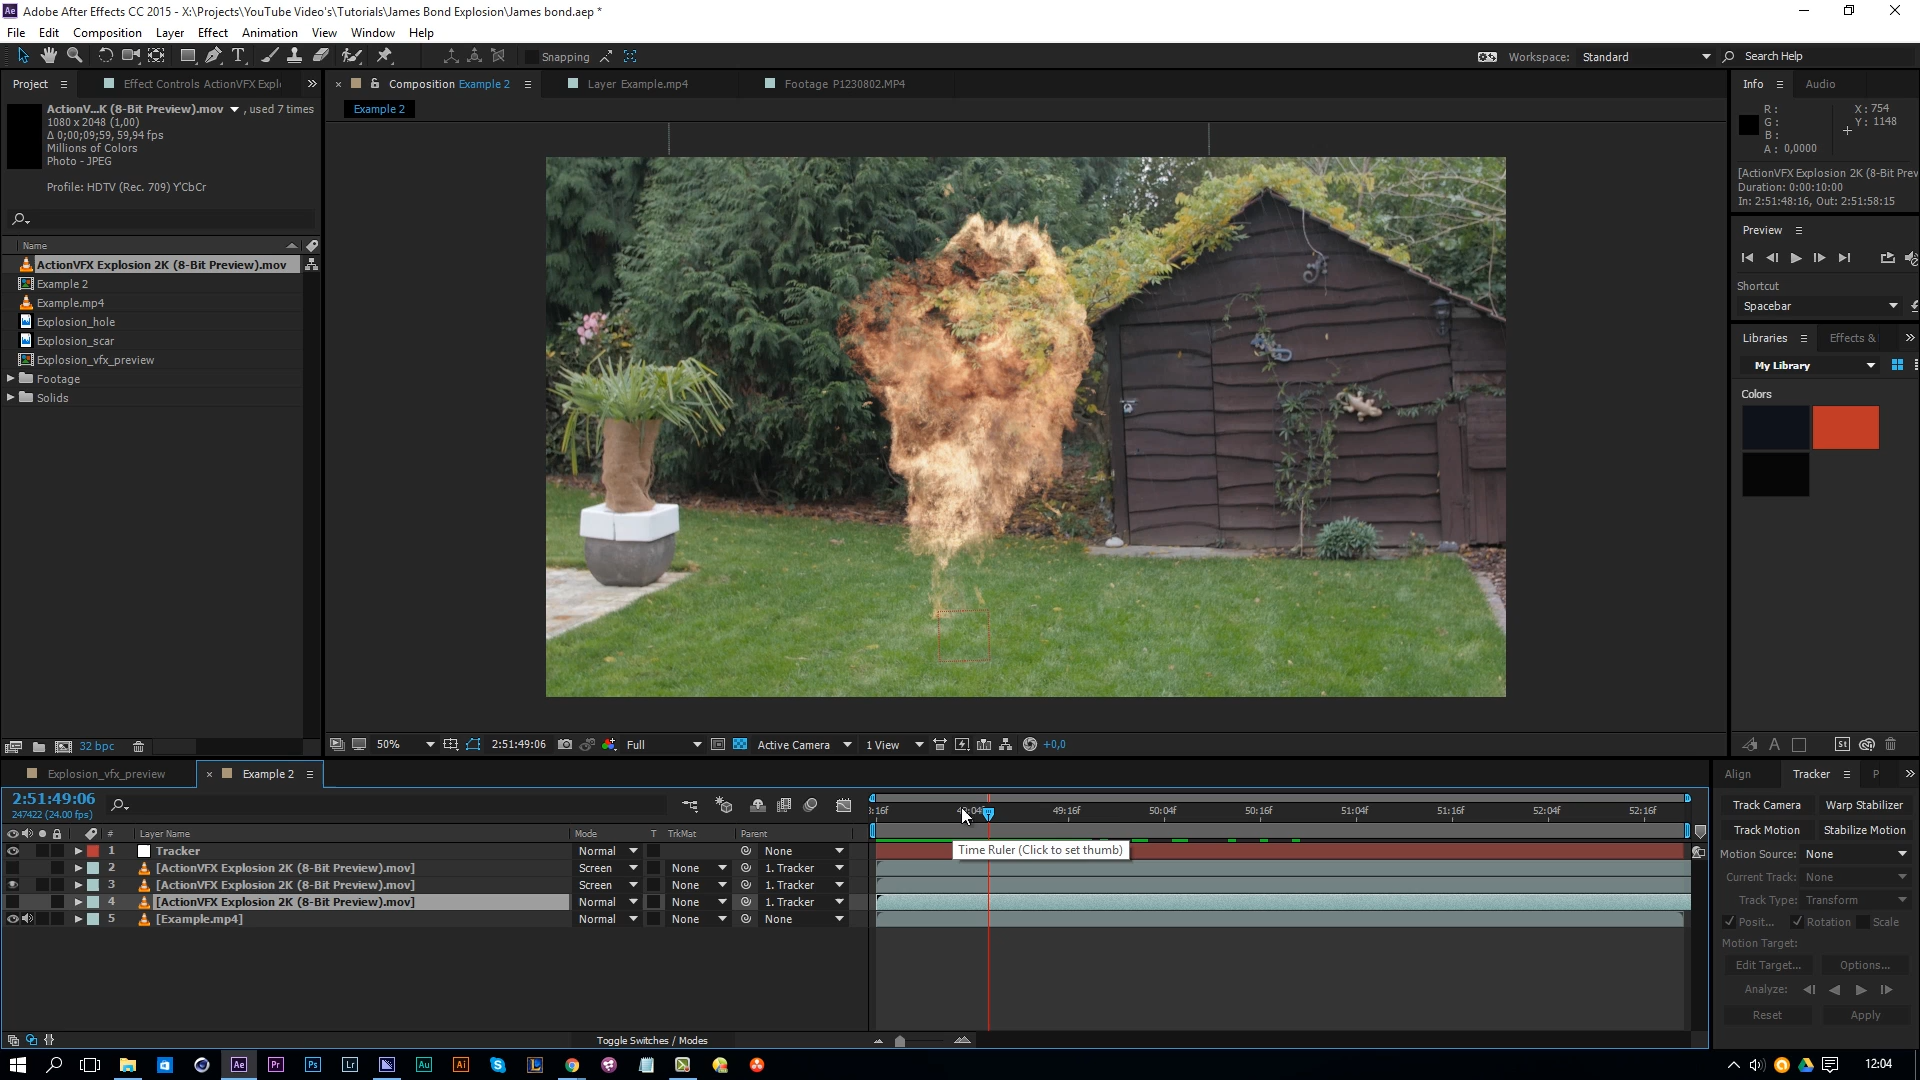 Ae Adobe After Effects CC 2015 - X:\Projects\YouTube Video's\Tutorials\James Bond Explosion\James bond.aep *
File Edit Composition Layer Effect Animation View Window Help
Snapping
Workspace: Standard
Search Help
Project
Effect Controls ActionVFX Expl
Composition Example 2
Layer Example.mp4
Footage P1230802.MP4
Info
Audio
ActionV...K (8-Bit Preview).mov , used 7 times
1080 x 2048 (1,00)
Δ 0;00;09;59, 59,94 fps
Millions of Colors
Photo - JPEG
Profile: HDTV (Rec. 709) Y'CbCr
Example 2
R :
G :
B :
A : 0,0000
X : 754
Y : 1148
[ActionVFX Explosion 2K (8-Bit Prev
Duration: 0:00:10:00
In: 2:51:48:16, Out: 2:51:58:15
Name
ActionVFX Explosion 2K (8-Bit Preview).mov
Example 2
Example.mp4
Explosion_hole
Explosion_scar
Explosion_vfx_preview
Footage
Solids
Preview
Shortcut
Spacebar
Libraries
Effects &
My Library
Colors
32 bpc
50%
2:51:49:06
Full
Active Camera
1 View
+0,0
St
Explosion_vfx_preview
Example 2
Align
Tracker
P
2:51:49:06
247422 (24.00 fps)
:16f
49:16f
50:04f
50:16f
51:04f
51:16f
52:04f
52:16f
# Layer Name Mode T TrkMat Parent
1 Tracker Normal None
2 [ActionVFX Explosion 2K (8-Bit Preview).mov] Screen None 1. Tracker
3 [ActionVFX Explosion 2K (8-Bit Preview).mov] Screen None 1. Tracker
4 [ActionVFX Explosion 2K (8-Bit Preview).mov] Normal None 1. Tracker
5 [Example.mp4] Normal None None
Time Ruler (Click to set thumb)
Track Camera Warp Stabilizer
Track Motion Stabilize Motion
Motion Source: None
Current Track: None
Track Type: Transform
Posit... Rotation Scale
Motion Target:
Edit Target... Options...
Analyze:
Reset Apply
Toggle Switches / Modes
Ae Pr Ps Lr Au Ai
12:04